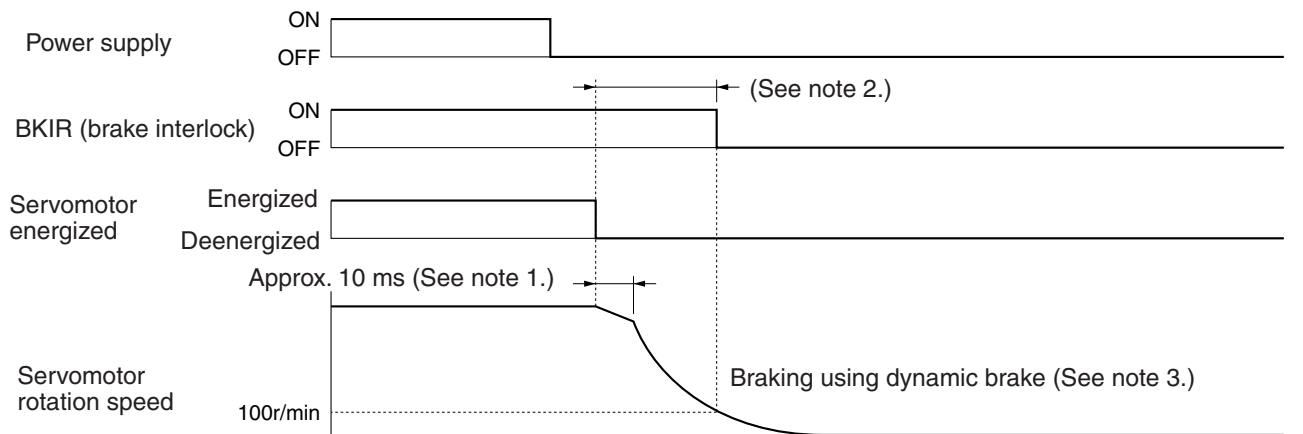 ON
Power supply
OFF
(See note 2.)
ON
BKIR (brake interlock)
OFF
Energized
Servomotor
energized
Deenergized
Approx. 10 ms (See note 1.)
Servomotor
rotation speed
Braking using dynamic brake (See note 3.)
100r/min